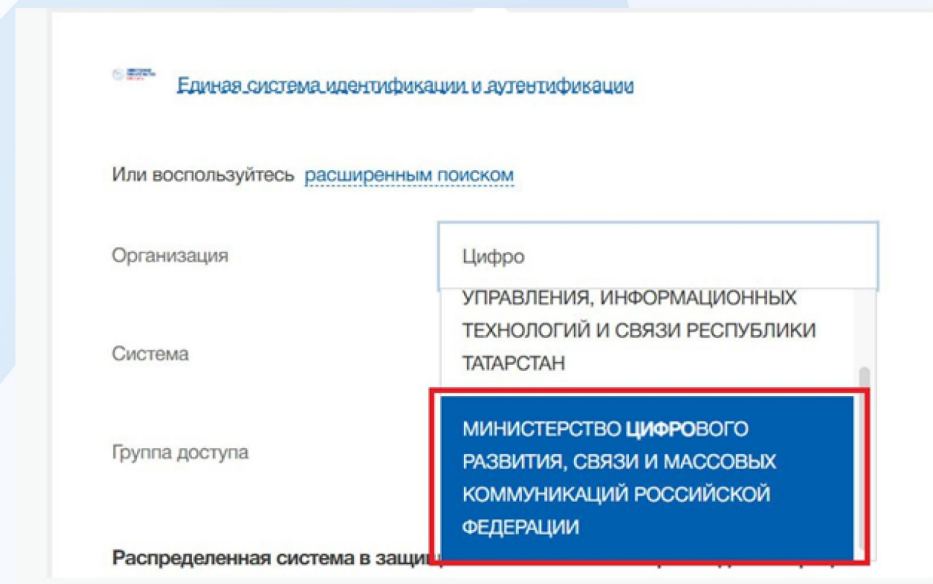 Единая система идентификации и аутентификации
Или воспользуйтесь расширенным поиском
Организация
Цифро
УПРАВЛЕНИЯ, ИНФОРМАЦИОННЫХ
ТЕХНОЛОГИЙ И СВЯЗИ РЕСПУБЛИКИ
ТАТАРСТАН
Система
МИНИСТЕРСТВО ЦИФРОВОГО
РАЗВИТИЯ, СВЯЗИ И МАССОВЫХ
КОММУНИКАЦИЙ РОССИЙСКОЙ
ФЕДЕРАЦИИ
Группа доступа
Распределенная система в